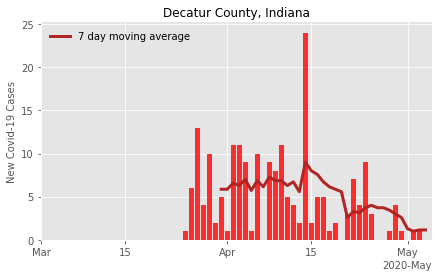 Decatur County, Indiana
7 day moving average
New Covid-19 Cases
25
20
15
10
5
0
Mar 15 Apr 15 May
2020-May